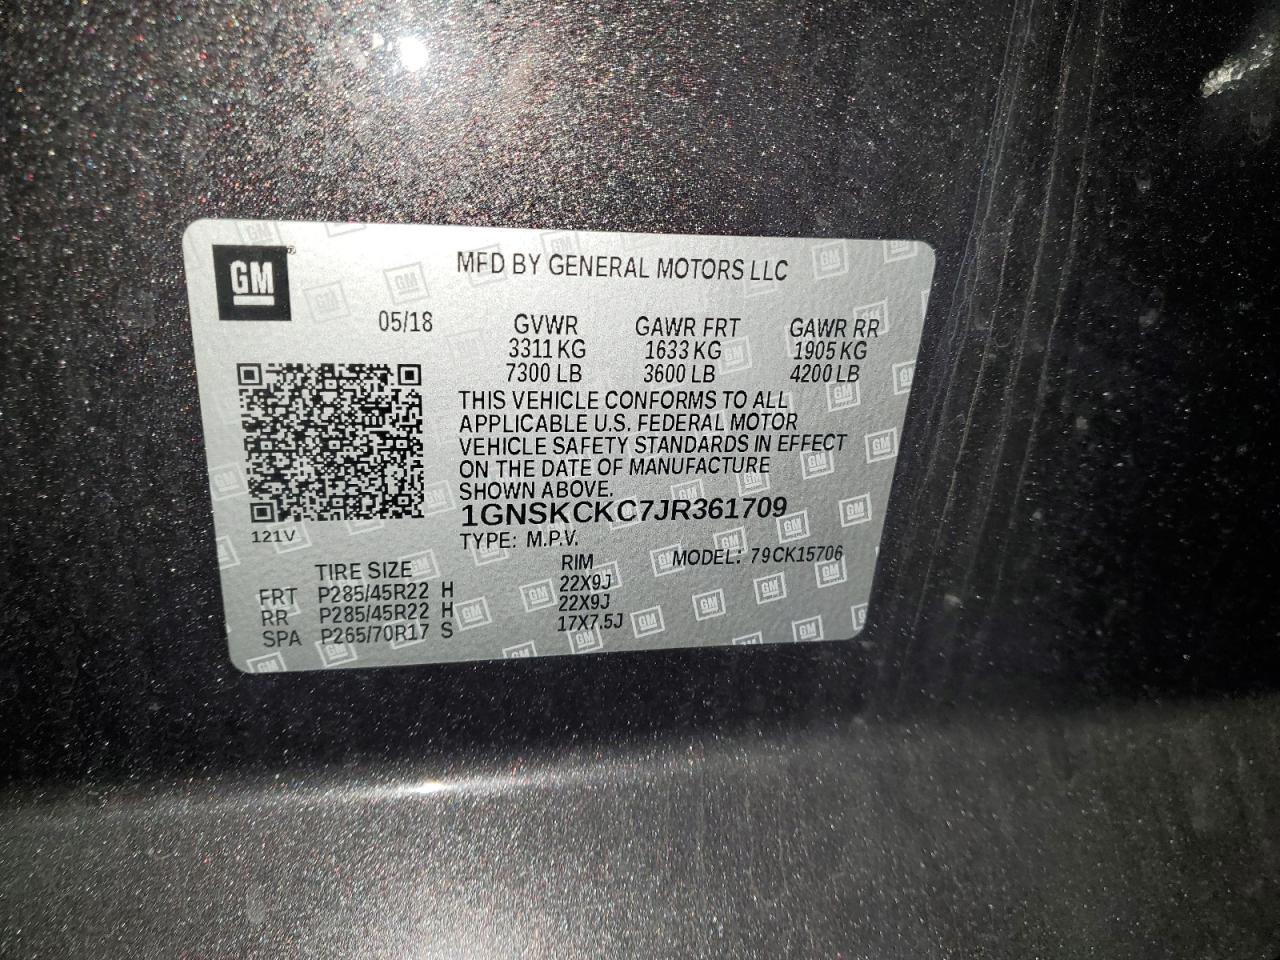 GM
MFD BY GENERAL MOTORS LLC
05/18
GVWR GAWR FRT GAWR RR
3311 KG 1633 KG 1905 KG
7300 LB 3600 LB 4200 LB
THIS VEHICLE CONFORMS TO ALL
APPLICABLE U.S. FEDERAL MOTOR
VEHICLE SAFETY STANDARDS IN EFFECT
ON THE DATE OF MANUFACTURE
SHOWN ABOVE.
1GNSKCKC7JR361709
121V
TYPE: M.P.V. MODEL: 79CK15706
TIRE SIZE RIM
FRT P285/45R22 H 22X9J
RR P285/45R22 H 22X9J
SPA P265/70R17 S 17X7.5J